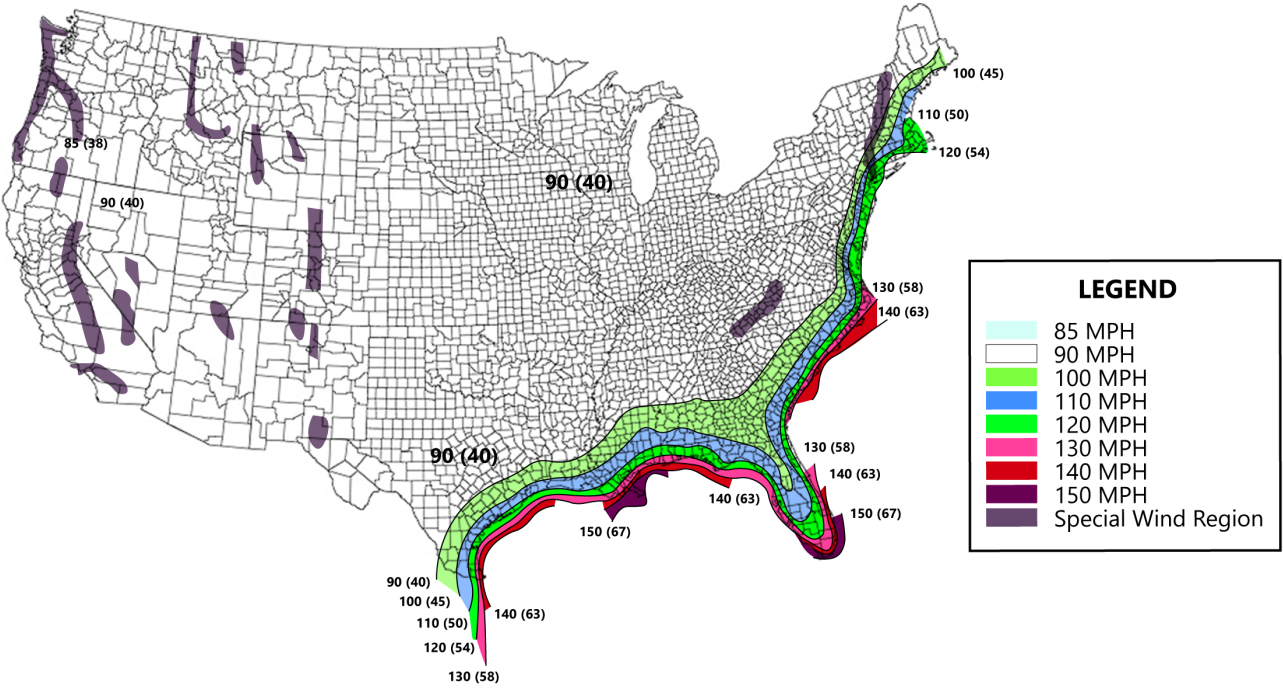 100 (45)
110 (50)
120 (54)
85 (38)
90 (40)
90 (40)
130 (58)
140 (63)
90 (40)
130 (58)
140 (63)
140 (63)
150 (67)
150 (67)
90 (40)
100 (45)
140 (63)
110 (50)
120 (54)
130 (58)
LEGEND
85 MPH
90 MPH
100 MPH
110 MPH
120 MPH
130 MPH
140 MPH
150 MPH
Special Wind Region